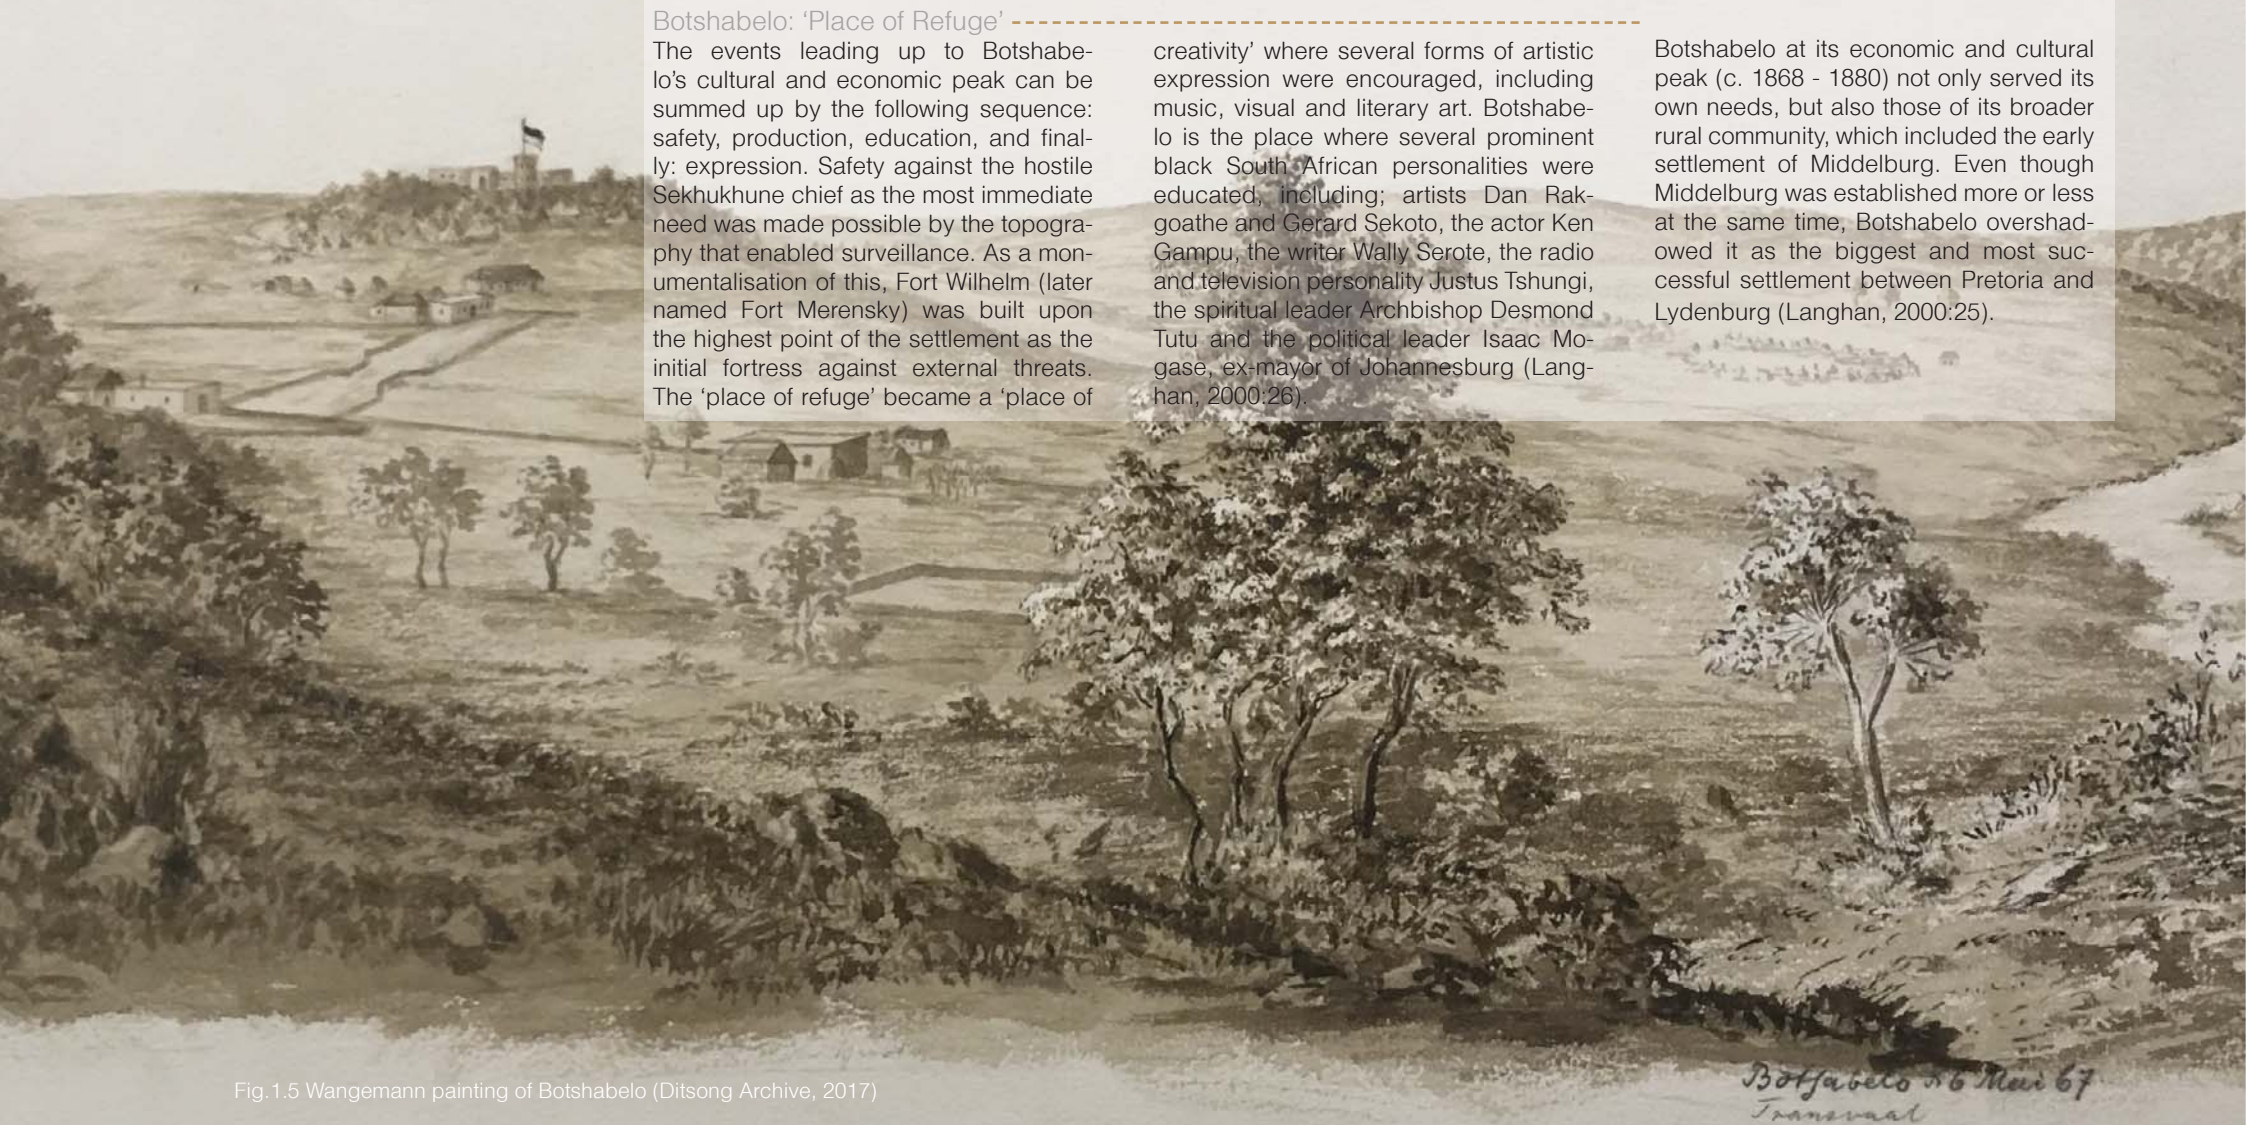 Botshabelo: ‘Place of Refuge’
The events leading up to Botshabe-
lo’s cultural and economic peak can be
summed up by the following sequence:
safety, production, education, and final-
ly: expression. Safety against the hostile
Sekhukhune chief as the most immediate
need was made possible by the topogra-
phy that enabled surveillance. As a mon-
umentalisation of this, Fort Wilhelm (later
named Fort Merensky) was built upon
the highest point of the settlement as the
initial fortress against external threats.
The ‘place of refuge’ became a ‘place of
creativity’ where several forms of artistic
expression were encouraged, including
music, visual and literary art. Botshabe-
lo is the place where several prominent
black South African personalities were
educated, including; artists Dan Rak-
goathe and Gerard Sekoto, the actor Ken
Gampu, the writer Wally Serote, the radio
and television personality Justus Tshungi,
the spiritual leader Archbishop Desmond
Tutu and the political leader Isaac Mo-
gase, ex-mayor of Johannesburg (Lang-
han, 2000:26).
Botshabelo at its economic and cultural
peak (c. 1868 - 1880) not only served its
own needs, but also those of its broader
rural community, which included the early
settlement of Middelburg. Even though
Middelburg was established more or less
at the same time, Botshabelo overshad-
owed it as the biggest and most suc-
cessful settlement between Pretoria and
Lydenburg (Langhan, 2000:25).
Fig.1.5 Wangemann painting of Botshabelo (Ditsong Archive, 2017)
Botsabelo 6 Mai 67
Transvaal